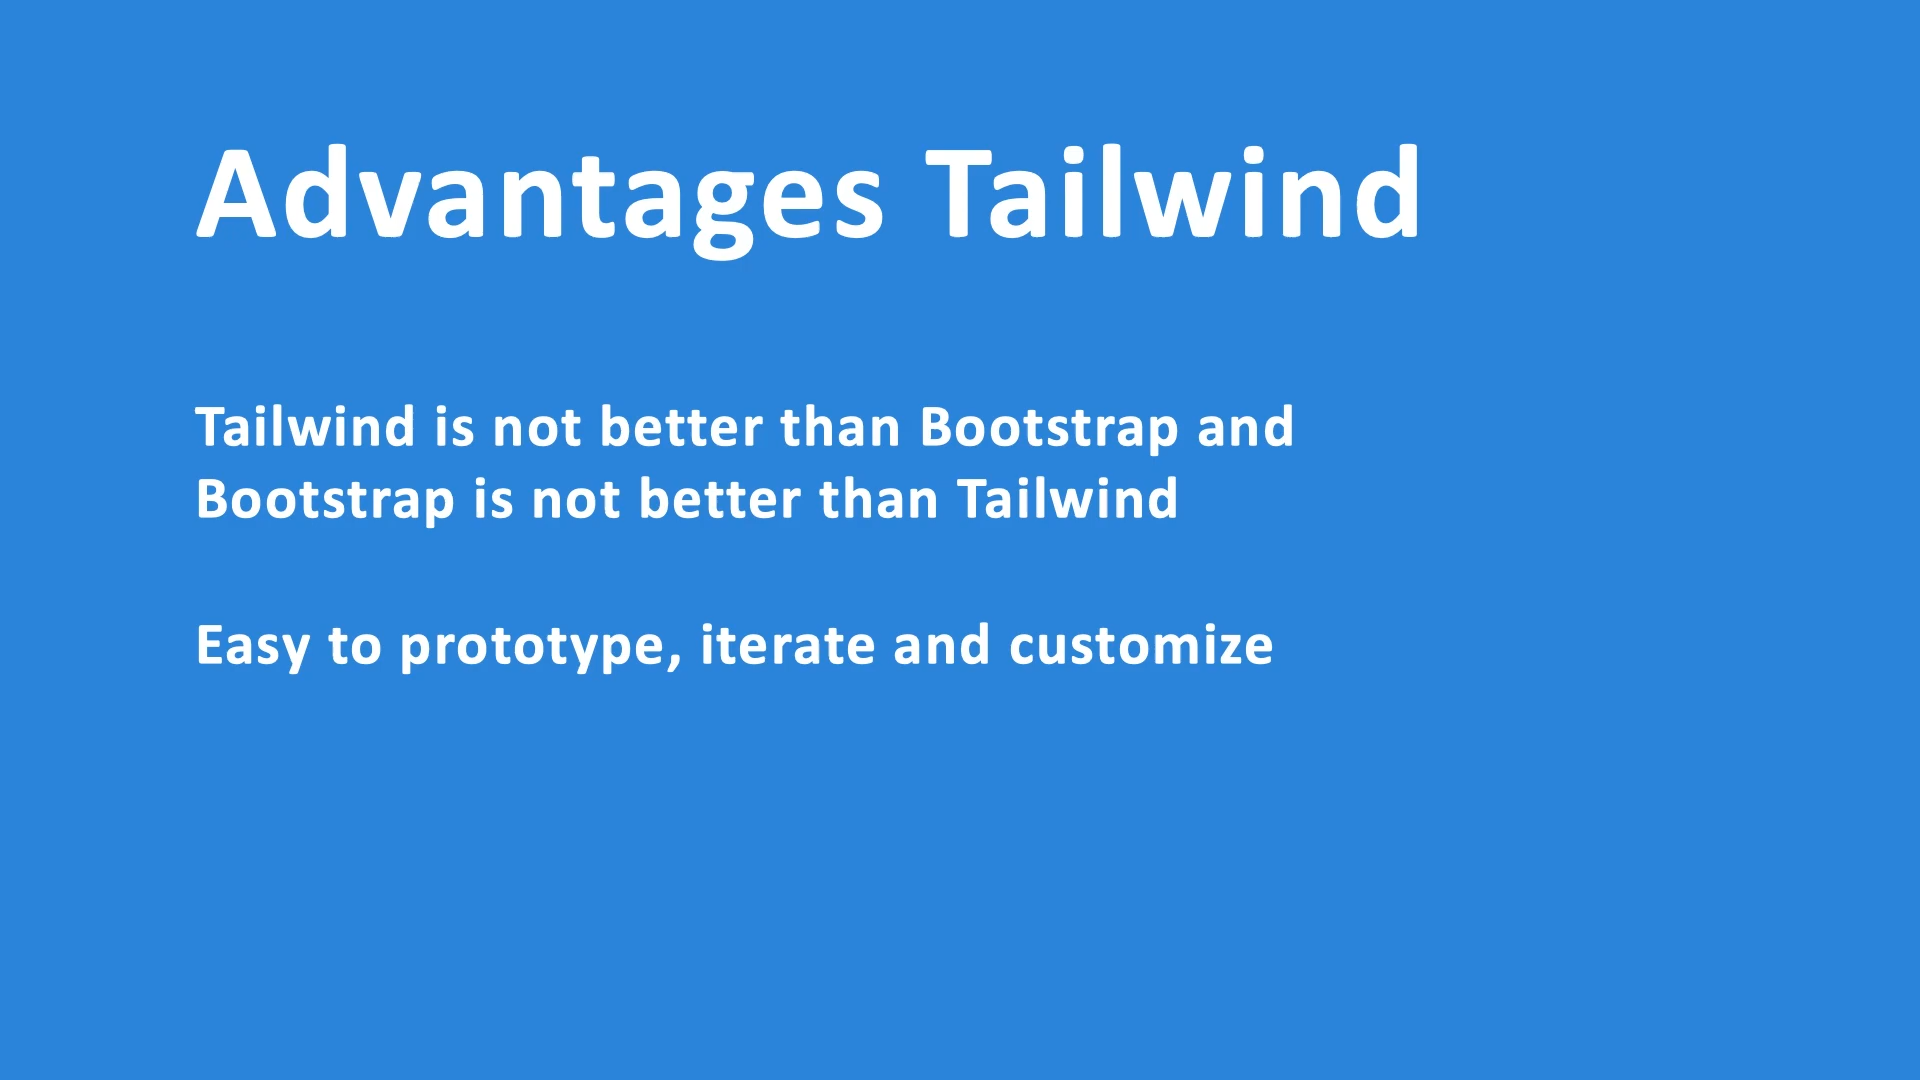 Advantages Tailwind
Tailwind is not better than Bootstrap and
Bootstrap is not better than Tailwind
Easy to prototype, iterate and customize